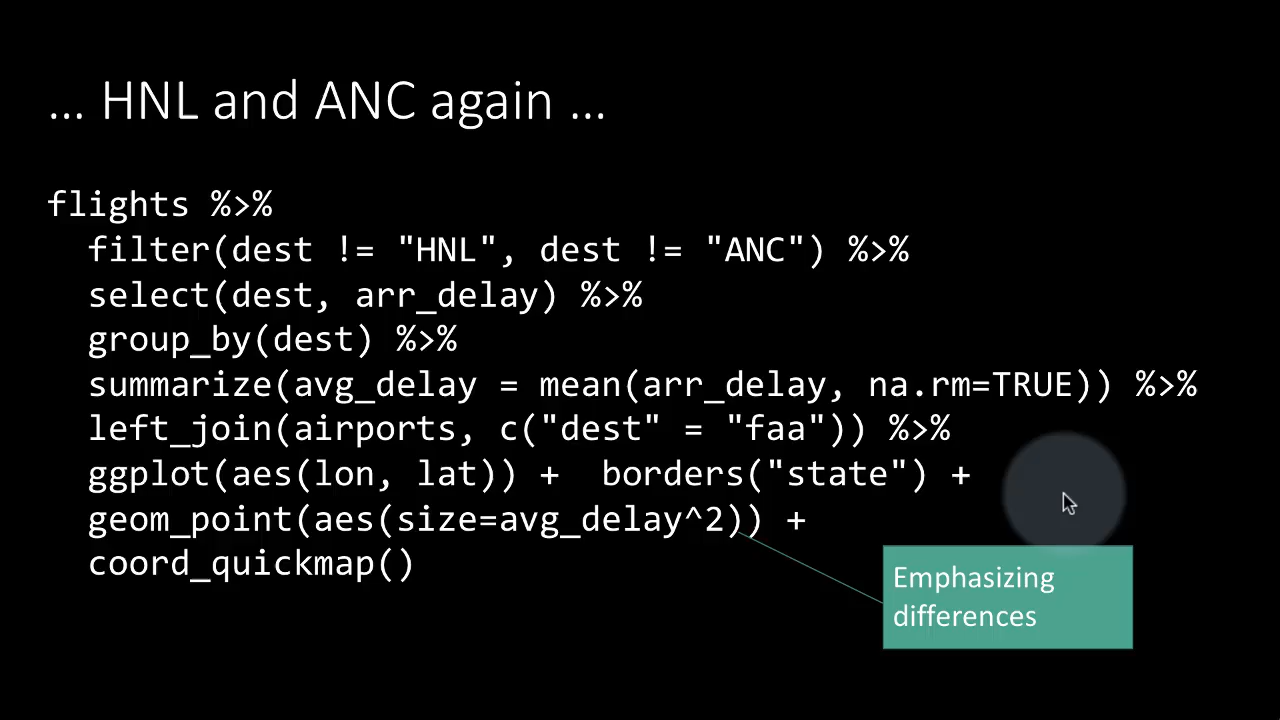 ... HNL and ANC again ...
flights %>%
  filter(dest != "HNL", dest != "ANC") %>%
  select(dest, arr_delay) %>%
  group_by(dest) %>%
  summarize(avg_delay = mean(arr_delay, na.rm=TRUE)) %>%
  left_join(airports, c("dest" = "faa")) %>%
  ggplot(aes(lon, lat)) +  borders("state") +
  geom_point(aes(size=avg_delay^2)) +
  coord_quickmap()
Emphasizing
differences